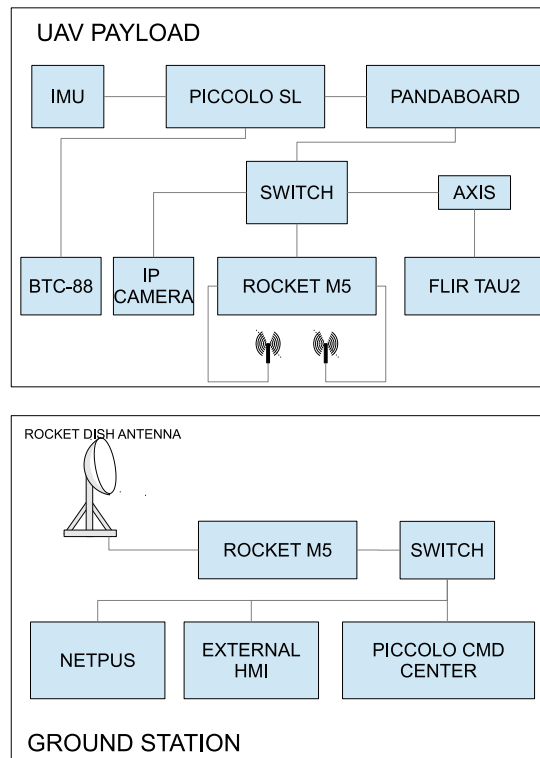 UAV PAYLOAD
IMU
PICCOLO SL
PANDABOARD
SWITCH
AXIS
BTC-88
IP
CAMERA
ROCKET M5
FLIR TAU2
ROCKET DISH ANTENNA
ROCKET M5
SWITCH
NETPUS
EXTERNAL
HMI
PICCOLO CMD
CENTER
GROUND STATION